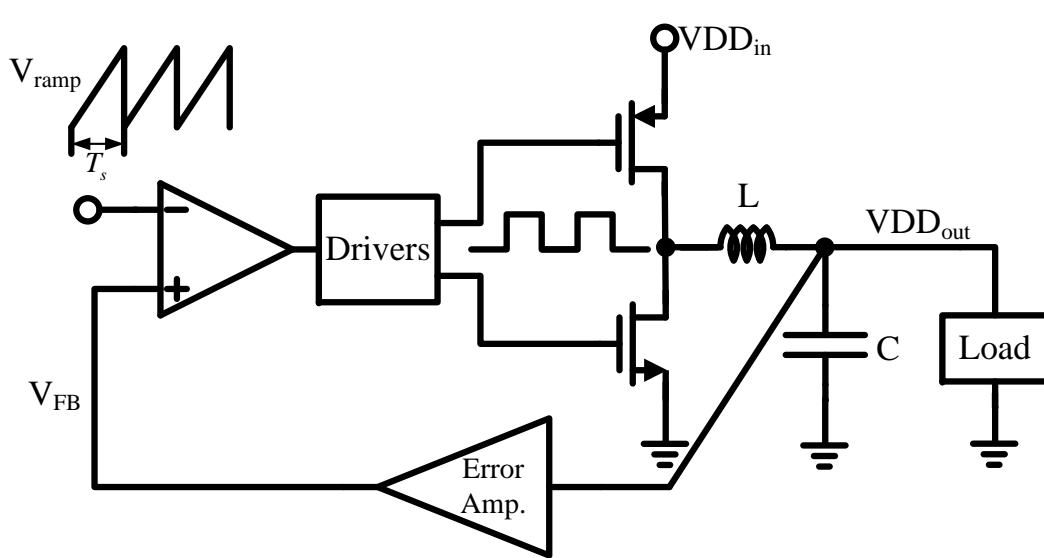 VDD_in
V_ramp
T_s
L
VDD_out
Drivers
C
Load
V_FB
Error
Amp.